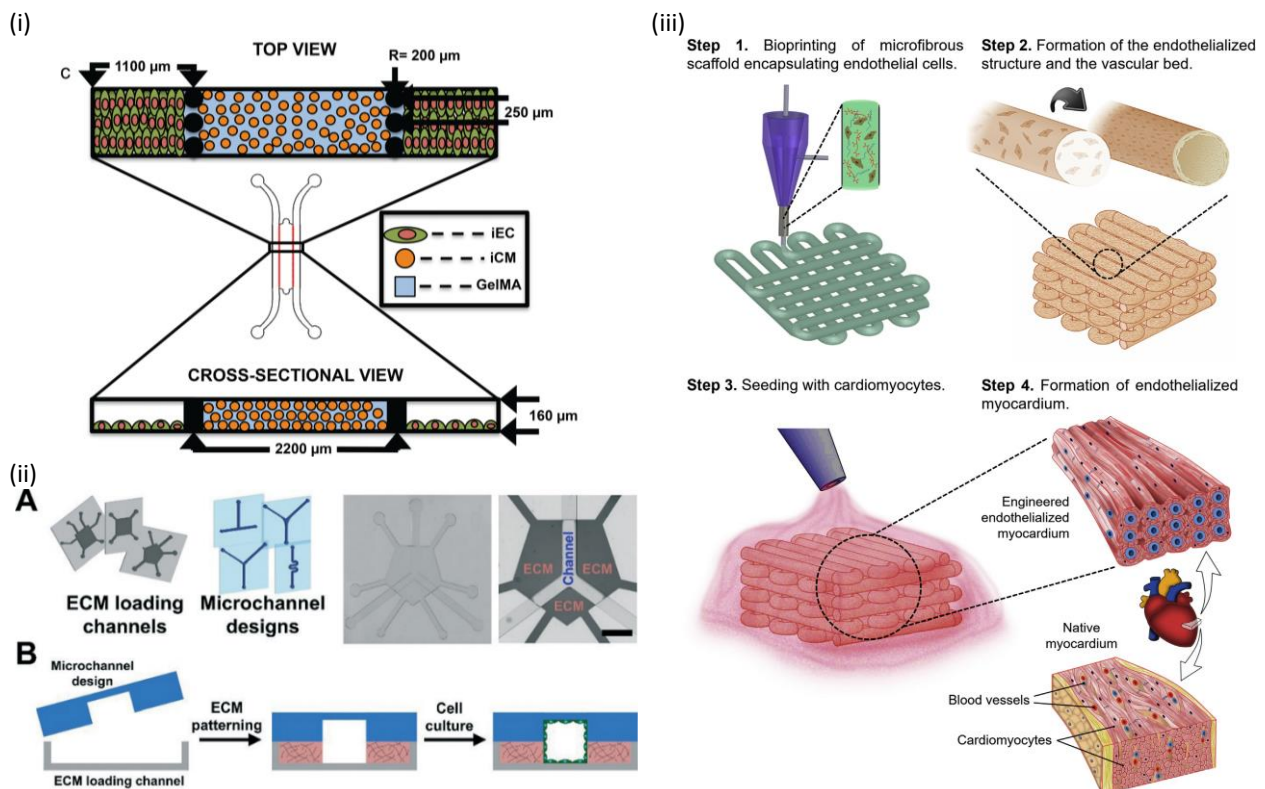 (i)
TOP VIEW
C
1100 µm
R= 200 µm
250 µm
iEC
iCM
GelMA
CROSS-SECTIONAL VIEW
160 µm
2200 µm
(ii)
A
ECM loading
channels
Microchannel
designs
ECM
Channel
ECM
ECM
B
Microchannel
design
ECM loading channel
ECM
patterning
Cell
culture
(iii)
Step 1. Bioprinting of microfibrous
scaffold encapsulating endothelial cells.
Step 2. Formation of the endothelialized
structure and the vascular bed.
Step 3. Seeding with cardiomyocytes.
Step 4. Formation of endothelialized
myocardium.
Engineered
endothelialized
myocardium
Native
myocardium
Blood vessels
Cardiomyocytes